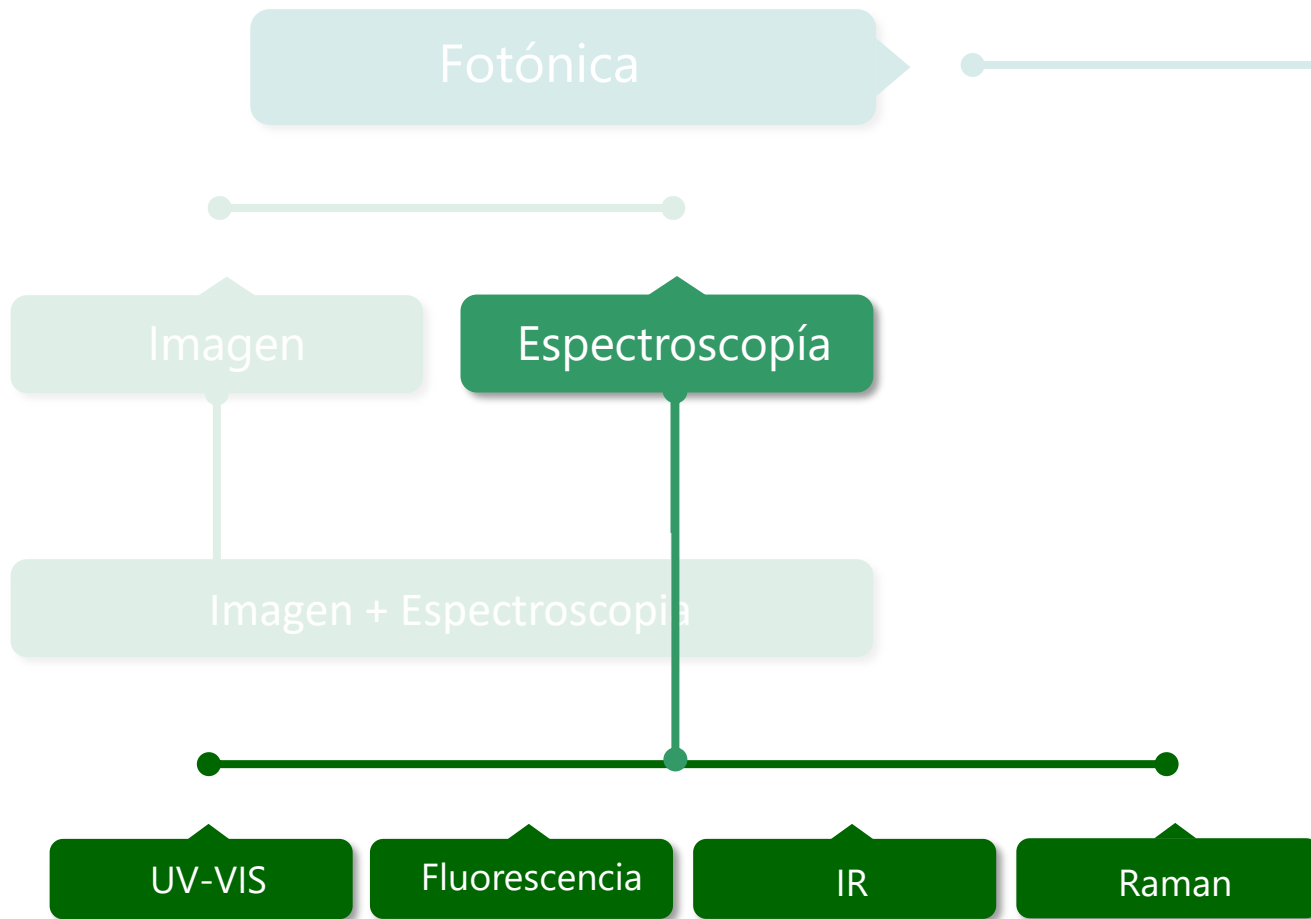 Fotónica
Imagen
Espectroscopía
Imagen + Espectroscopia
UV-VIS
Fluorescencia
IR
Raman